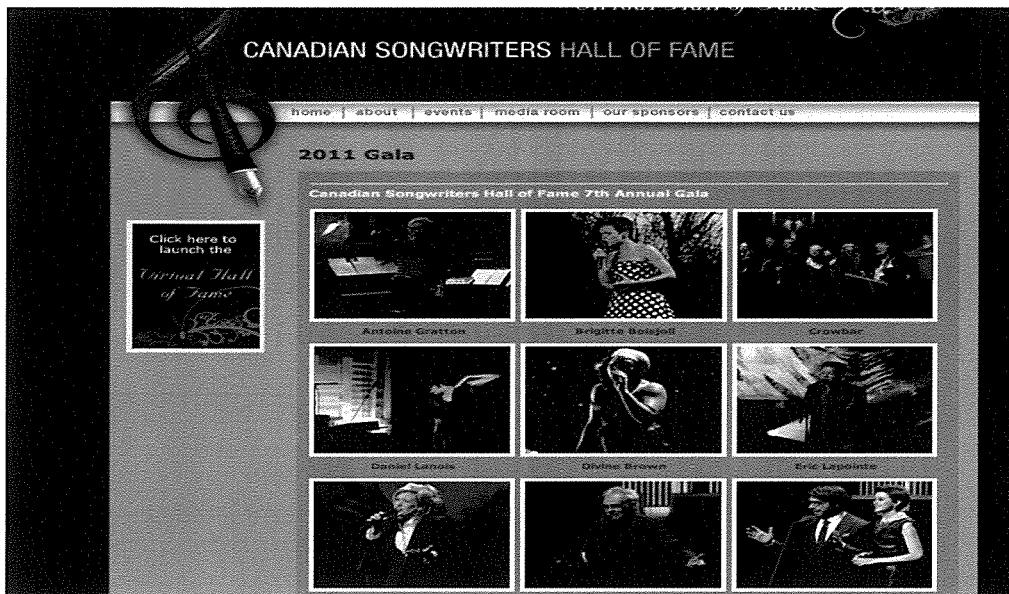 CANADIAN SONGWRITERS HALL OF FAME
home | about | events | media room | our sponsors | contact us
2011 Gala
Canadian Songwriters Hall of Fame 7th Annual Gala
Click here to
launch the
Virtual Hall
of Fame
Antoine Gratton
Brigitte Boisjoli
Crowbar
Daniel Lanois
Divine Brown
Eric Lapointe